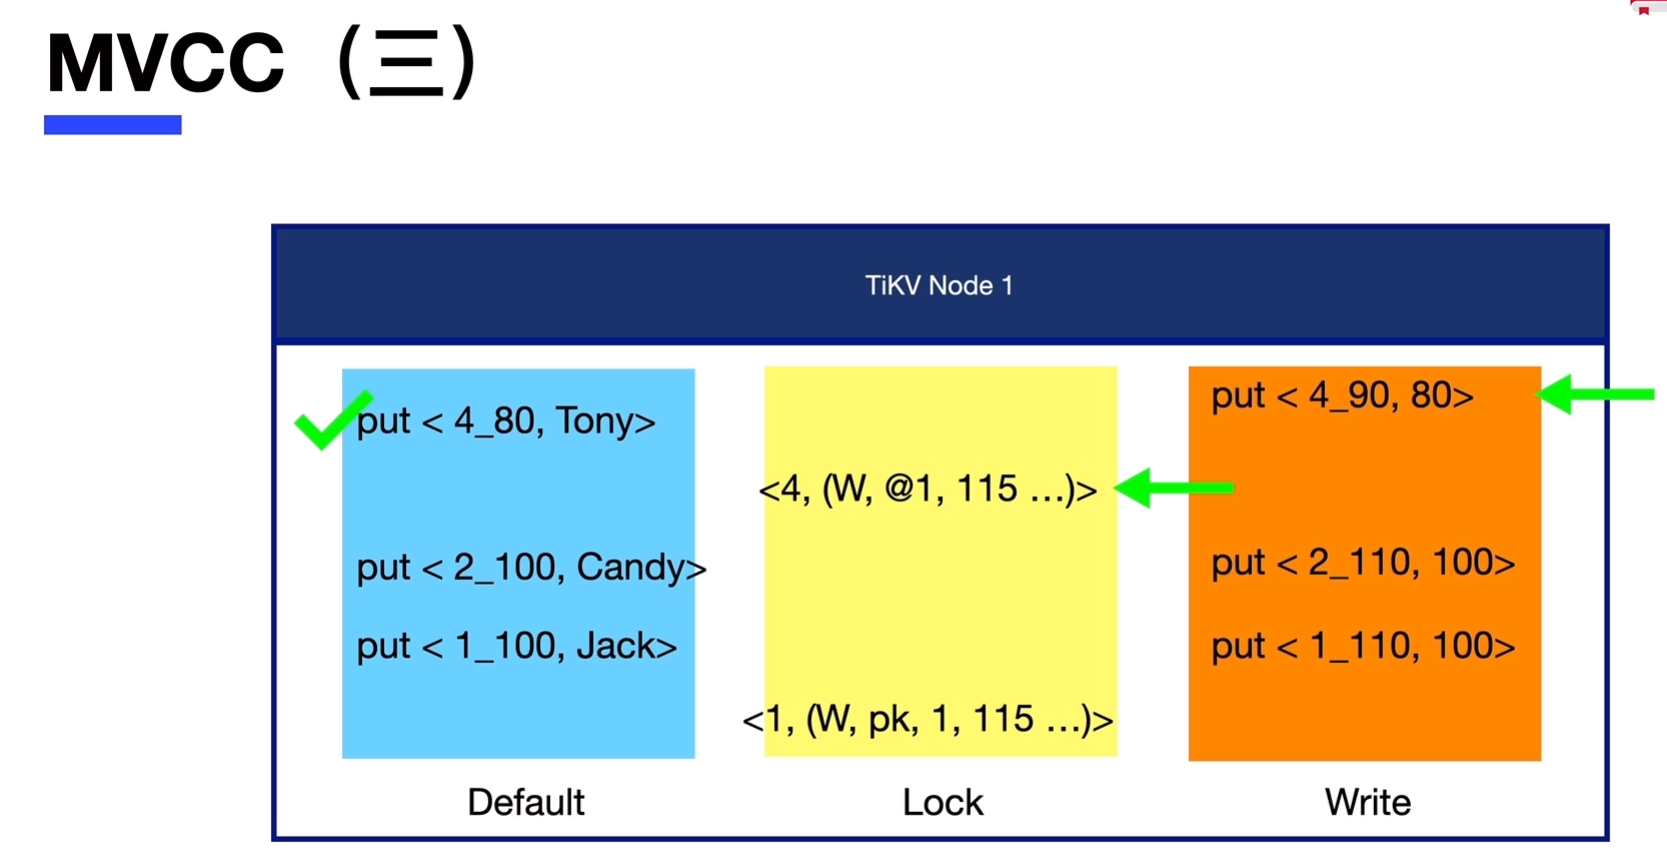 MVCC（三）
TiKV Node 1
put < 4_80, Tony>
put < 2_100, Candy>
put < 1_100, Jack>
Default
<4, (W, @1, 115 ...)>
<1, (W, pk, 1, 115 ...)>
Lock
put < 4_90, 80>
put < 2_110, 100>
put < 1_110, 100>
Write